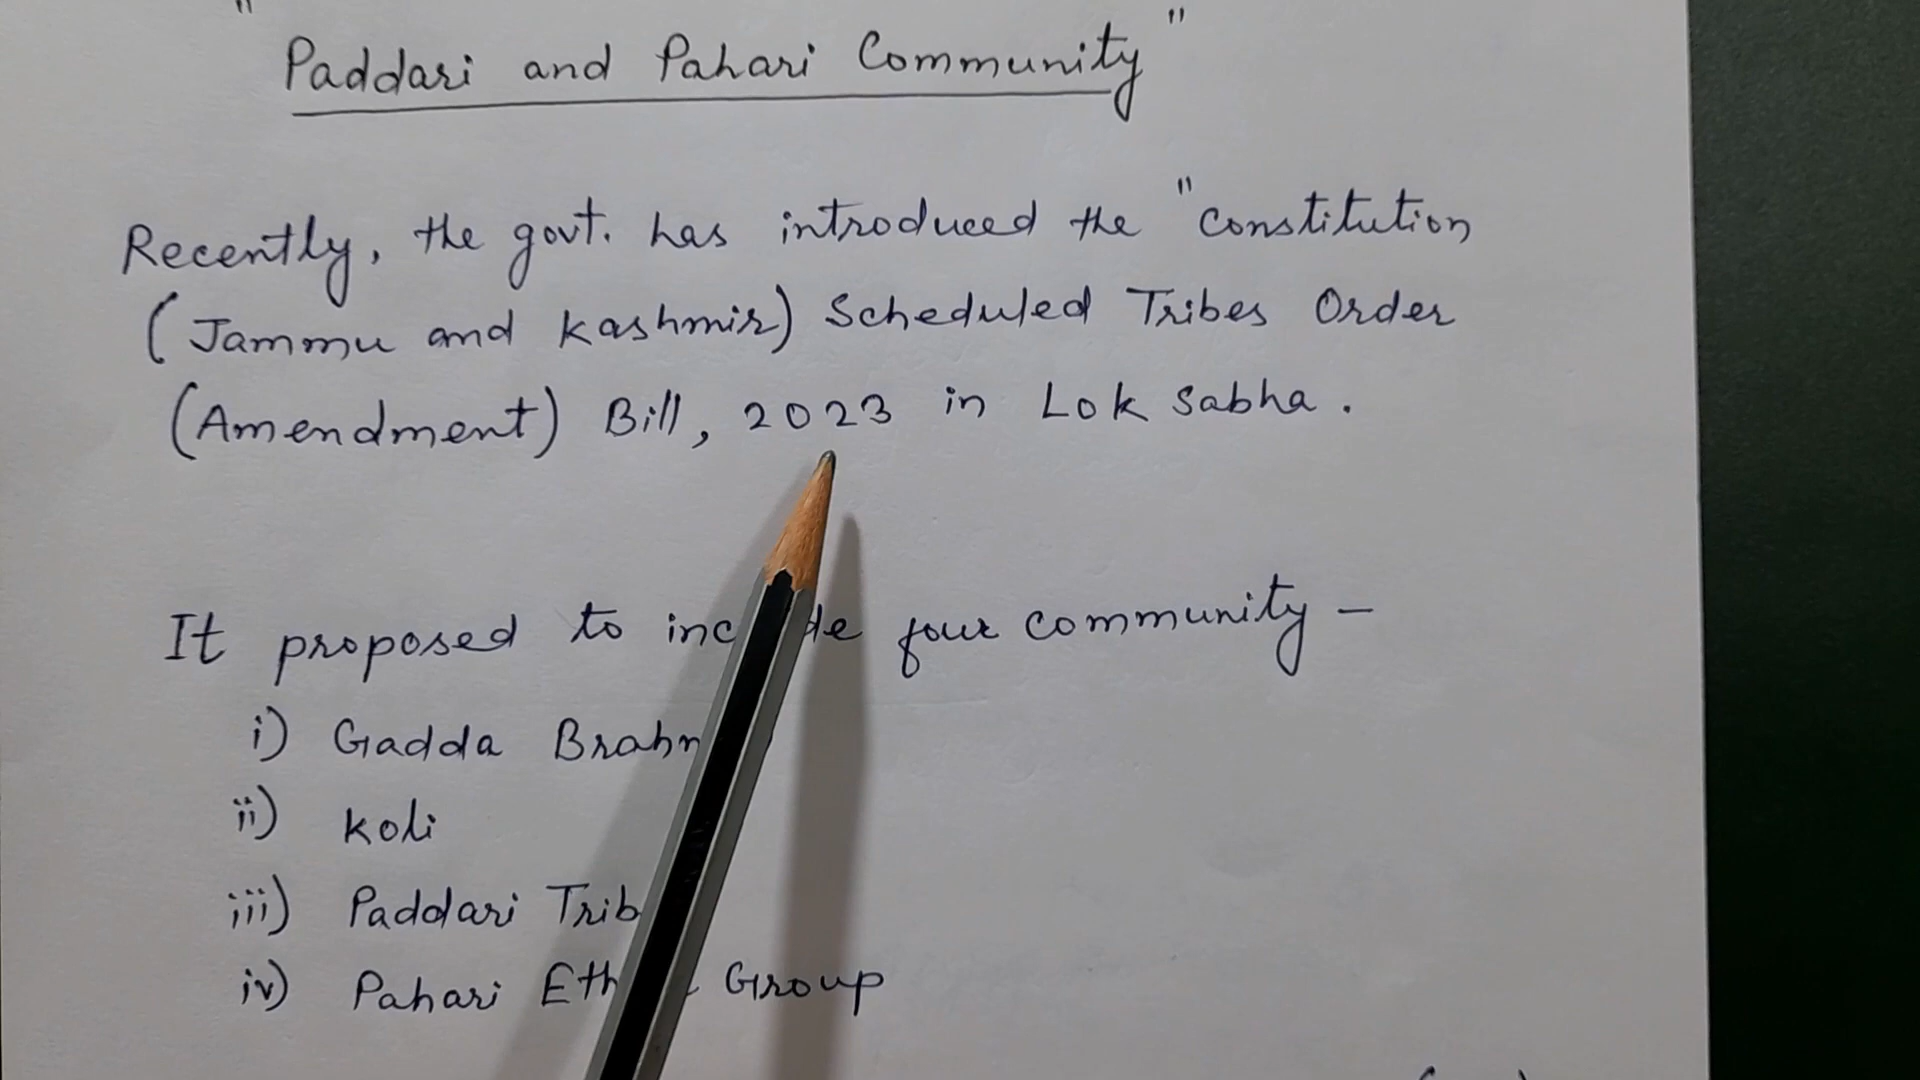 "Paddari and Pahari Community"
Recently, the govt. has introduced the "Constitution
(Jammu and Kashmir) Scheduled Tribes Order
(Amendment) Bill, 2023 in Lok Sabha.
It proposed to four community -
i) Gadda
ii) Koli
iii) Paddari
iv) Pahari Group